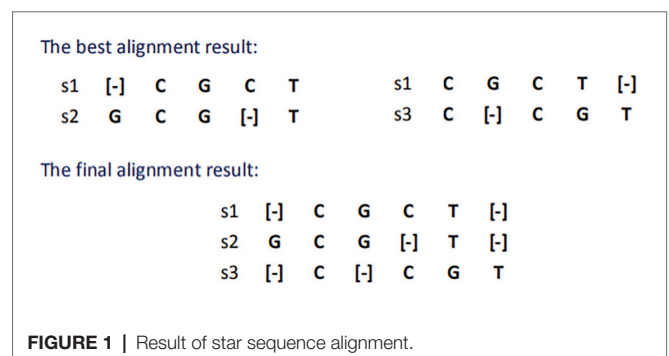 The best alignment result:
s1 [-] C G C T s1 C G C T [-]
s2 G C G [-] T s3 C [-] C G T
The final alignment result:
s1 [-] C G C T [-]
s2 G C G [-] T [-]
s3 [-] C [-] C G T
FIGURE 1 | Result of star sequence alignment.